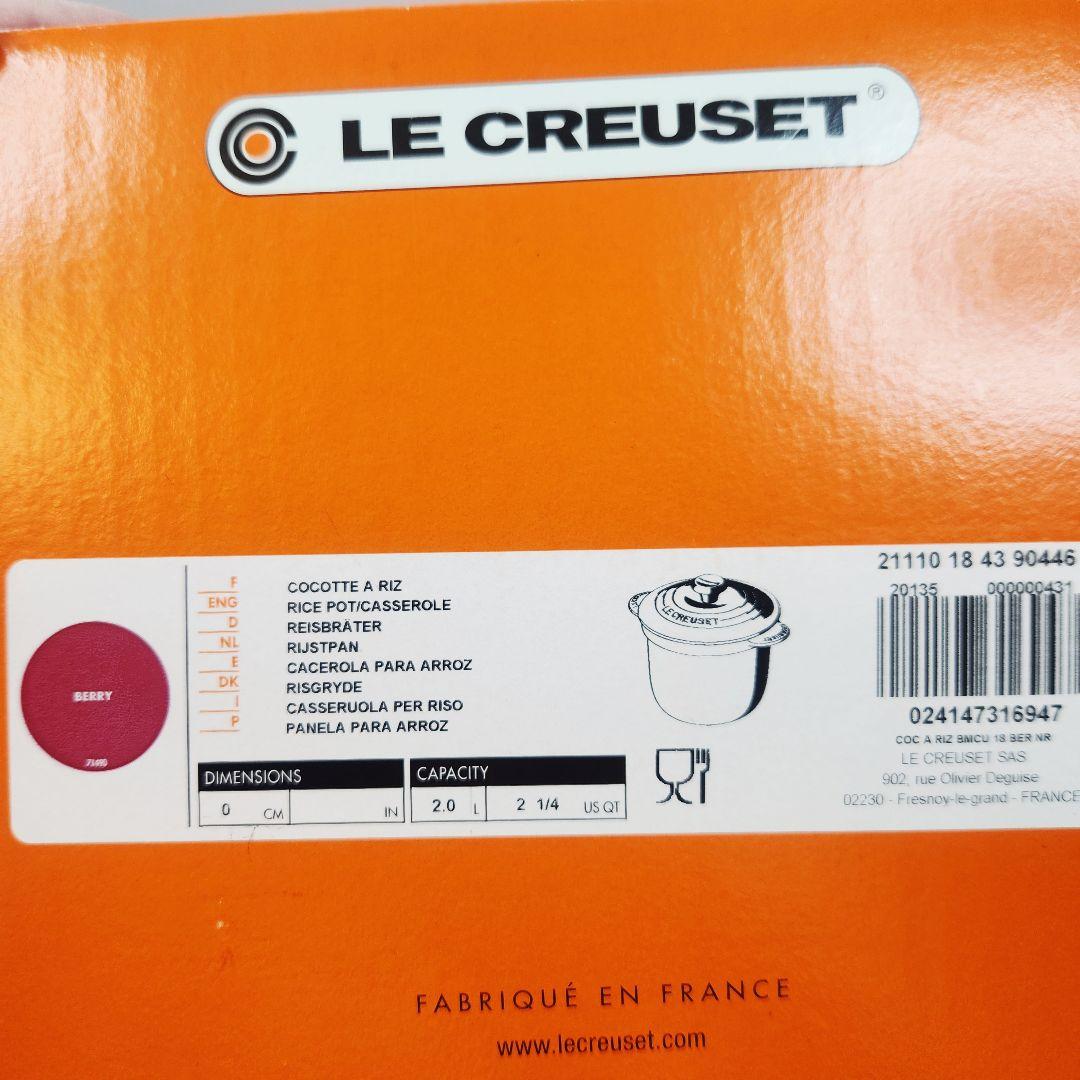 LE CREUSET ®
BERRY
F COCOTTE A RIZ
ENG RICE POT/CASSEROLE
D REISBRÄTER
NL RIJSTPAN
E CACEROLA PARA ARROZ
DK RISGRYDE
I CASSERUOLA PER RISO
P PANELA PARA ARROZ
DIMENSIONS
0 CM IN
CAPACITY
2.0 L 2 1/4 US QT
LE CREUSET
21110 18 43 90446
20135 000000431
024147316947
COC A RIZ BMCU 18 BER NR
LE CREUSET SAS
902, rue Olivier Deguise
02230 - Fresnoy-le-grand - FRANCE
FABRIQUÉ EN FRANCE
www.lecreuset.com